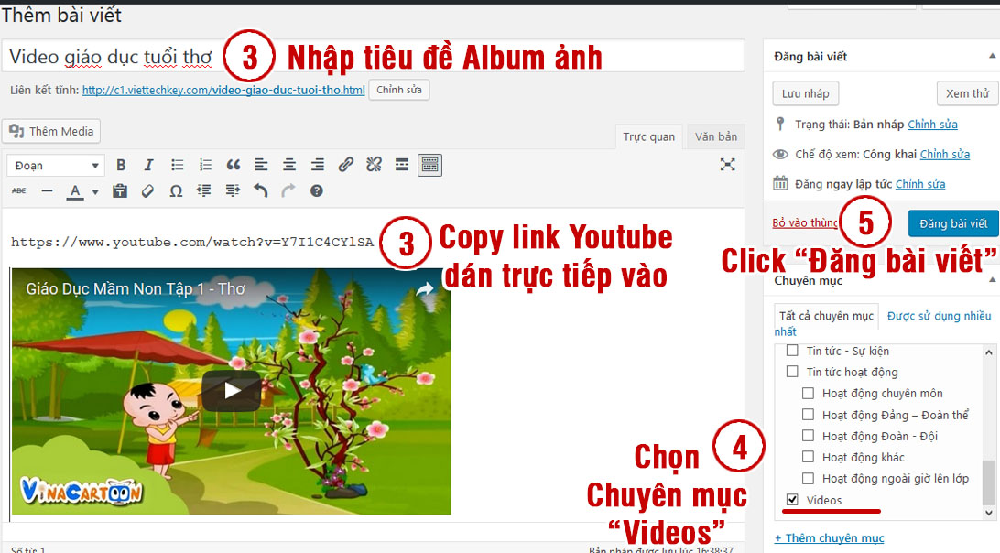 Thêm bài viết
Video giáo dục tuổi thơ
3 Nhập tiêu đề Album ảnh
Liên kết tĩnh: http://c1.viettechkey.com/video-giao-duc-tuoi-tho.html Chỉnh sửa
Thêm Media
Trực quan Văn bản
Đoạn B I
ABC A Ω ?
https://www.youtube.com/watch?v=Y7I1C4CYlSA
3 Copy link Youtube
dán trực tiếp vào
Giáo Dục Mầm Non Tập 1 - Thơ
VINACARTOON
Số từ: 1
Bản nháp được lưu lúc 16:38:37.
Đăng bài viết
Lưu nháp Xem thử
Trạng thái: Bản nháp Chỉnh sửa
Chế độ xem: Công khai Chỉnh sửa
Đăng ngay lập tức Chỉnh sửa
Bỏ vào thùng
5
Đăng bài viết
Click “Đăng bài viết”
Chuyên mục
Tất cả chuyên mục Được sử dụng nhiều
nhất
Tin tức - Sự kiện
Tin tức hoạt động
Hoạt động chuyên môn
Hoạt động Đảng – Đoàn thể
Hoạt động Đoàn - Đội
Hoạt động khác
Hoạt động ngoài giờ lên lớp
Videos
4
Chọn
Chuyên mục
“Videos”
+ Thêm chuyên mục